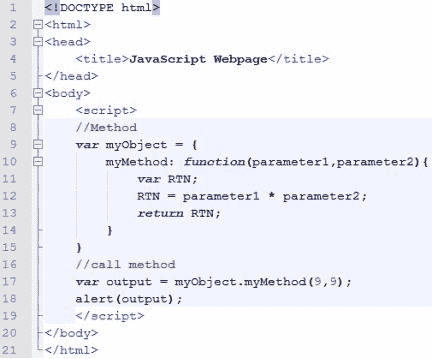 1 <!DOCTYPE html>
2 <html>
3 <head>
4 <title>JavaScript Webpage</title>
5 </head>
6 <body>
7 <script>
8 //Method
9 var myObject = {
10 myMethod: function(parameter1,parameter2){
11 var RTN;
12 RTN = parameter1 * parameter2;
13 return RTN;
14 }
15 }
16 //call method
17 var output = myObject.myMethod(9,9);
18 alert(output);
19 </script>
20 </body>
21 </html>